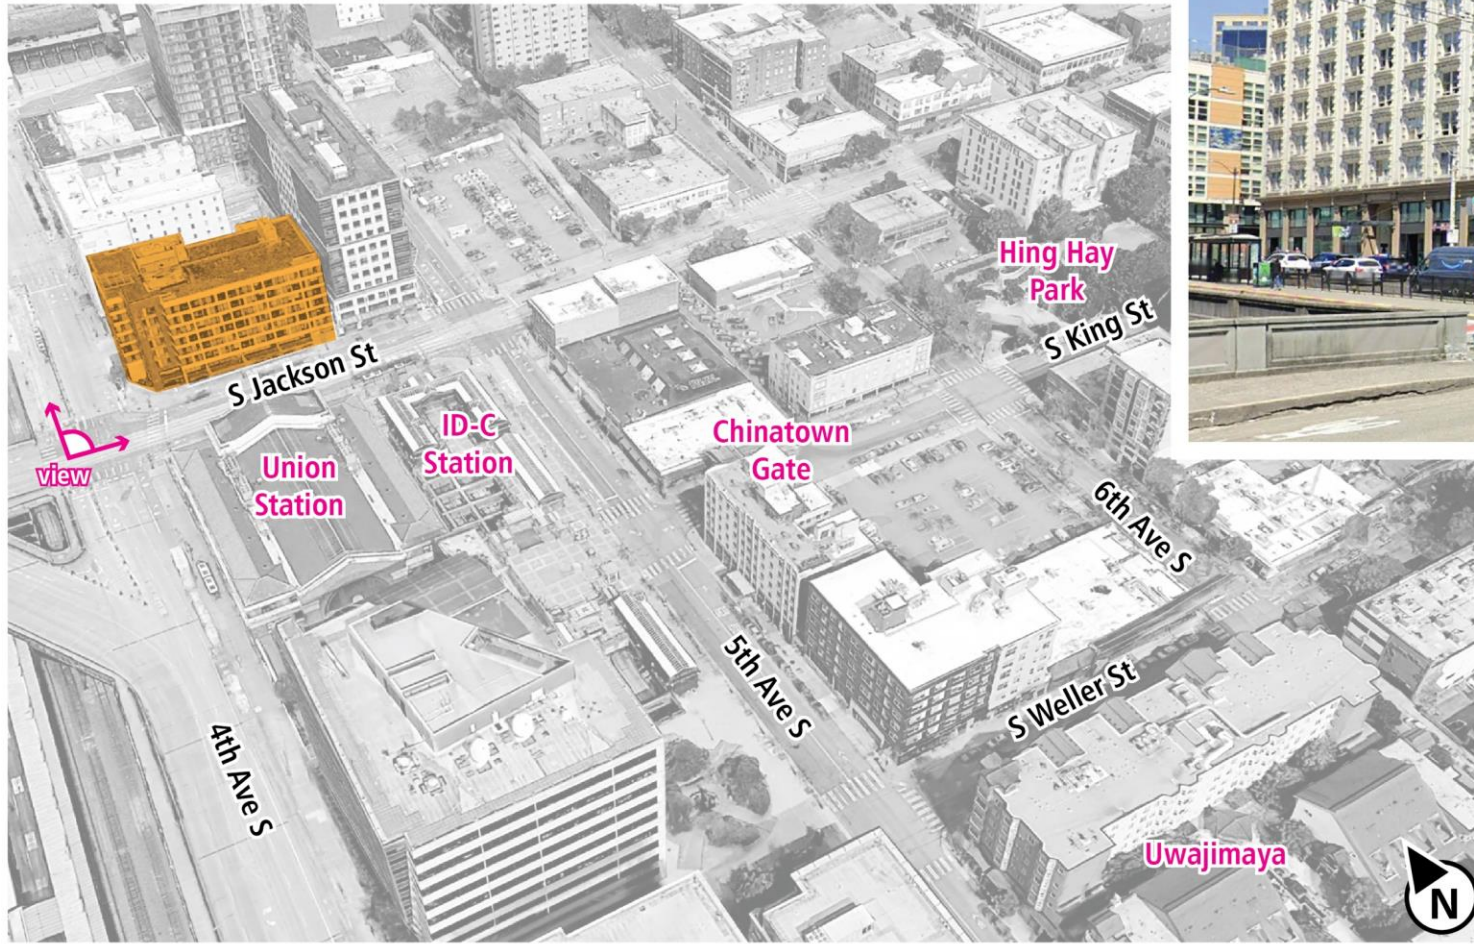 Hing Hay
Park
S King St
S Jackson St
ID-C
Station
Chinatown
Gate
view
Union
Station
6th Ave S
5th Ave S
S Weller St
4th Ave S
Uwajimaya
N